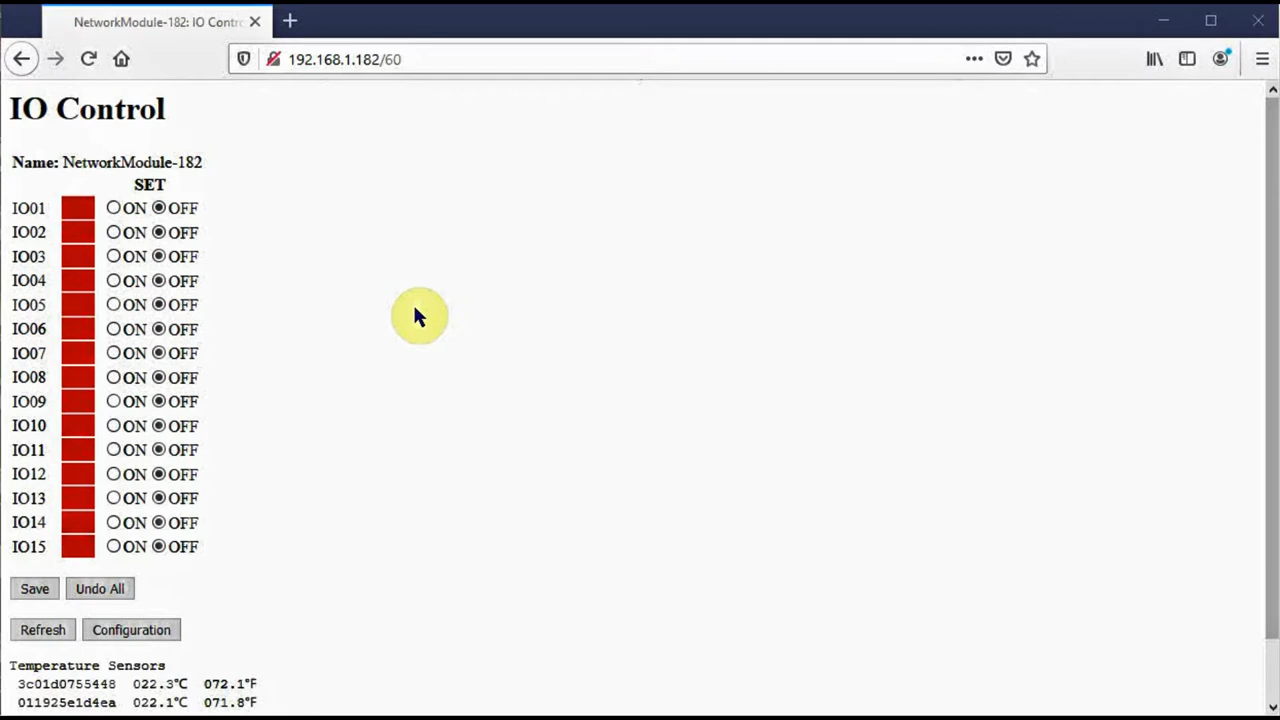 NetworkModule-182: IO Contro
192.168.1.182/60
IO Control
Name: NetworkModule-182
SET
IO01 ON OFF
IO02 ON OFF
IO03 ON OFF
IO04 ON OFF
IO05 ON OFF
IO06 ON OFF
IO07 ON OFF
IO08 ON OFF
IO09 ON OFF
IO10 ON OFF
IO11 ON OFF
IO12 ON OFF
IO13 ON OFF
IO14 ON OFF
IO15 ON OFF
Save Undo All
Refresh Configuration
Temperature Sensors
3c01d0755448 022.3°C 072.1°F
011925e1d4ea 022.1°C 071.8°F